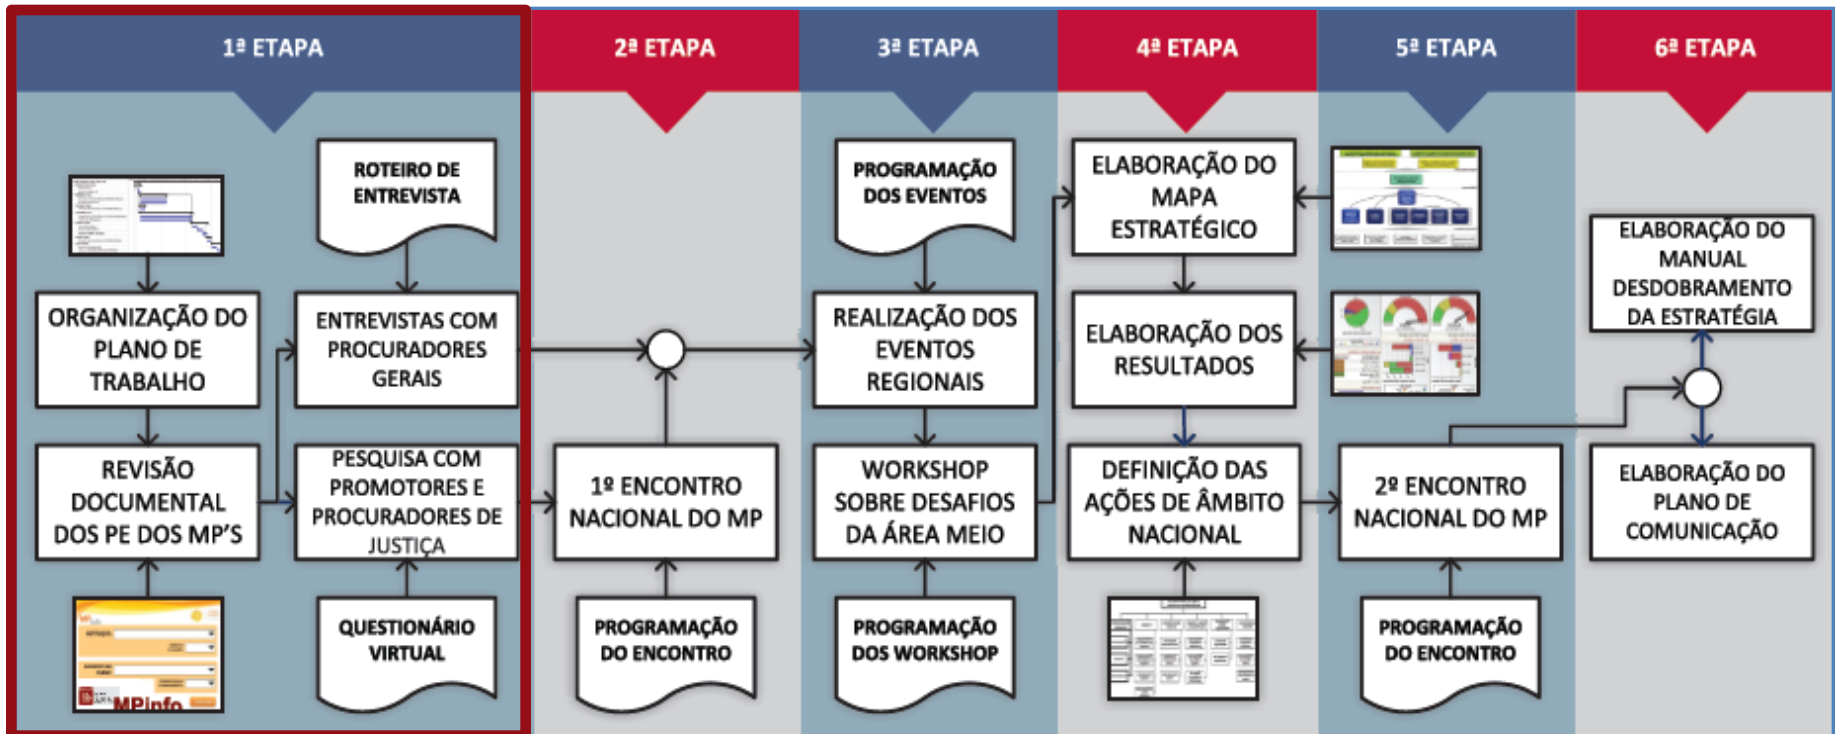 1ª ETAPA
2ª ETAPA
3ª ETAPA
4ª ETAPA
5ª ETAPA
6ª ETAPA
ROTEIRO DE
ENTREVISTA
ORGANIZAÇÃO DO
PLANO DE
TRABALHO
ENTREVISTAS COM
PROCURADORES
GERAIS
REVISÃO
DOCUMENTAL
DOS PE DOS MP'S
PESQUISA COM
PROMOTORES E
PROCURADORES DE
JUSTIÇA
MPinfo
QUESTIONÁRIO
VIRTUAL
1º ENCONTRO
NACIONAL DO MP
PROGRAMAÇÃO
DO ENCONTRO
PROGRAMAÇÃO
DOS EVENTOS
REALIZAÇÃO DOS
EVENTOS
REGIONAIS
WORKSHOP
SOBRE DESAFIOS
DA ÁREA MEIO
PROGRAMAÇÃO
DOS WORKSHOP
ELABORAÇÃO DO
MAPA
ESTRATÉGICO
ELABORAÇÃO DOS
RESULTADOS
DEFINIÇÃO DAS
AÇÕES DE ÂMBITO
NACIONAL
2º ENCONTRO
NACIONAL DO MP
PROGRAMAÇÃO
DO ENCONTRO
ELABORAÇÃO DO
MANUAL
DESDOBRAMENTO
DA ESTRATÉGIA
ELABORAÇÃO DO
PLANO DE
COMUNICAÇÃO